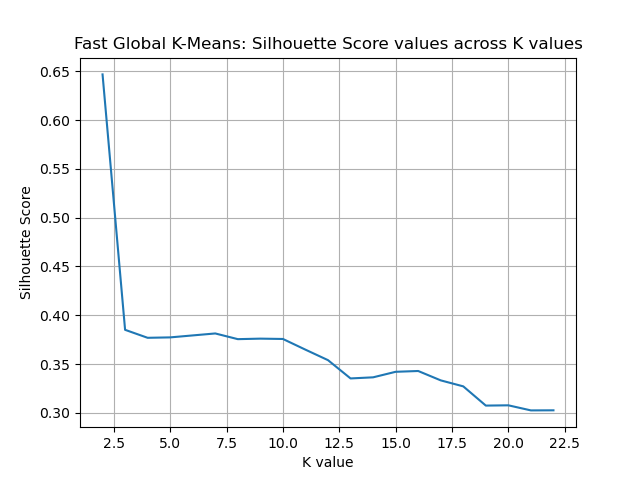 Fast Global K-Means: Silhouette Score values across K values
0.65
0.60
0.55
0.50
0.45
0.40
0.35
0.30
Silhouette Score
2.5 5.0 7.5 10.0 12.5 15.0 17.5 20.0 22.5
K value